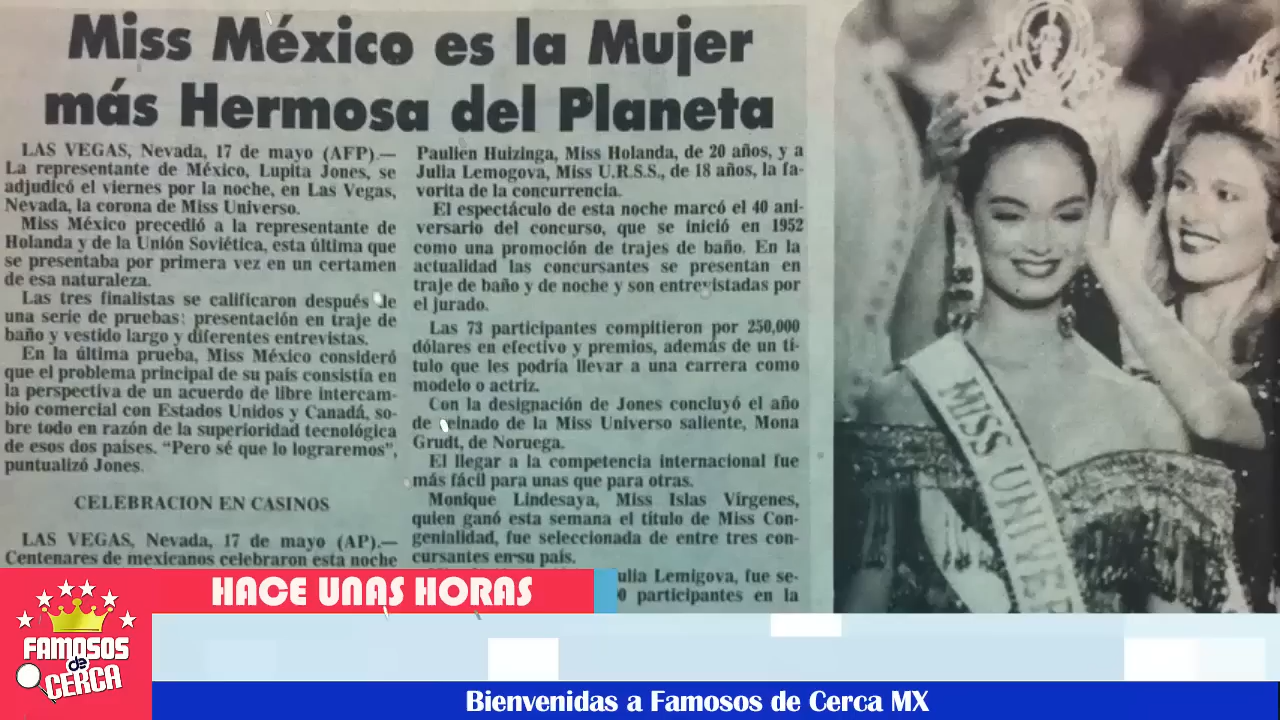 Miss México es la Mujer
más Hermosa del Planeta
LAS VEGAS, Nevada, 17 de mayo (AFP).—
La representante de México, Lupita Jones, se
adjudicó el viernes por la noche, en Las Vegas,
Nevada, la corona de Miss Universo.
Miss México precedió a la representante de
Holanda y de la Unión Soviética, esta última que
se presentaba por primera vez en un certamen
de esa naturaleza.
Las tres finalistas se calificaron después de
una serie de pruebas: presentación en traje de
baño y vestido largo y diferentes entrevistas.
En la última prueba, Miss México consideró
que el problema principal de su país consistía en
la perspectiva de un acuerdo de libre intercam-
bio comercial con Estados Unidos y Canadá, so-
bre todo en razón de la superioridad tecnológica
de esos dos países. “Pero sé que lo lograremos”,
puntualizó Jones.
CELEBRACION EN CASINOS
LAS VEGAS, Nevada, 17 de mayo (AP).—
Centenares de mexicanos celebraron esta noche
Paulien Huizinga, Miss Holanda, de 20 años, y a
Julia Lemogova, Miss U.R.S.S., de 18 años, la fa-
vorita de la concurrencia.
El espectáculo de esta noche marcó el 40 ani-
versario del concurso, que se inició en 1952
como una promoción de trajes de baño. En la
actualidad las concursantes se presentan en
traje de baño y de noche y son entrevistadas por
el jurado.
Las 73 participantes compitieron por 250,000
dólares en efectivo y premios, además de un tí-
tulo que les podría llevar a una carrera como
modelo o actriz.
Con la designación de Jones concluyó el año
de reinado de la Miss Universo saliente, Mona
Grudt, de Noruega.
El llegar a la competencia internacional fue
más fácil para unas que para otras.
Monique Lindesaya, Miss Islas Vírgenes,
quien ganó esta semana el título de Miss Con-
genialidad, fue seleccionada de entre tres con-
cursantes en su país.
ulia Lemigova, fue se-
0 participantes en la
MISS UNIVER
HACE UNAS HORAS
FAMOSOS
de
CERCA
Bienvenidas a Famosos de Cerca MX